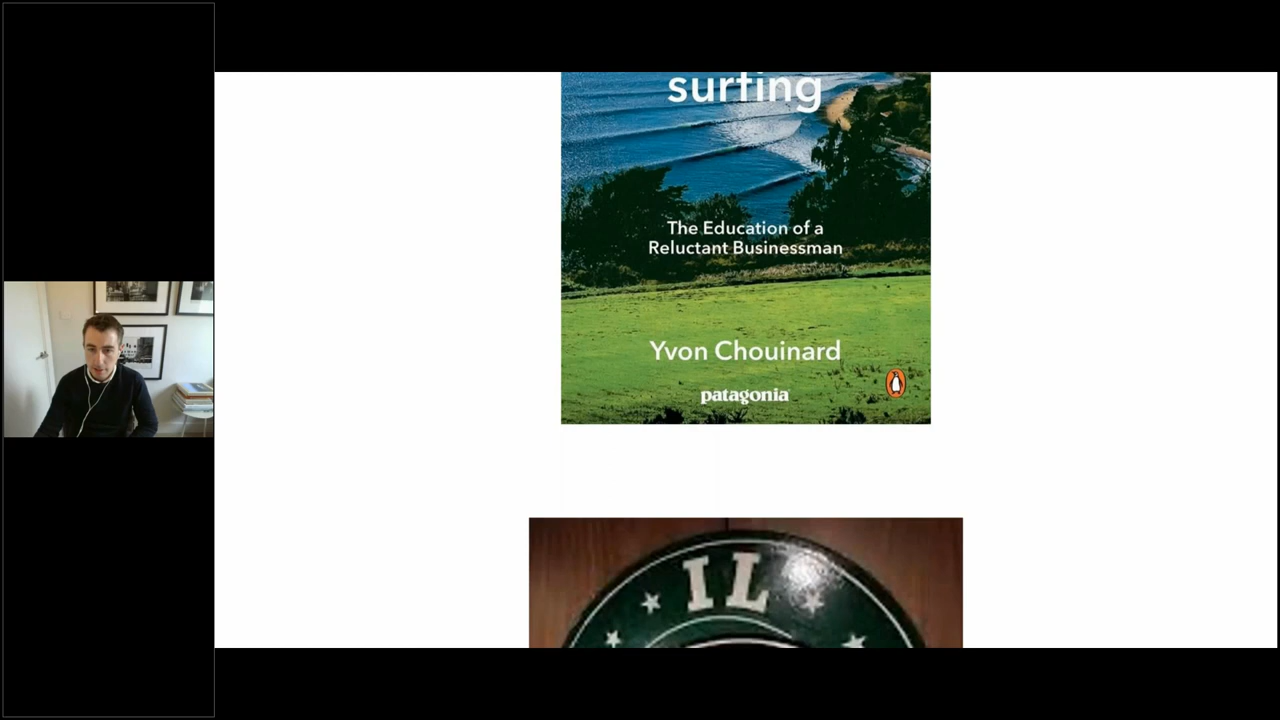 surfing
The Education of a
Reluctant Businessman
Yvon Chouinard
patagonia
IL